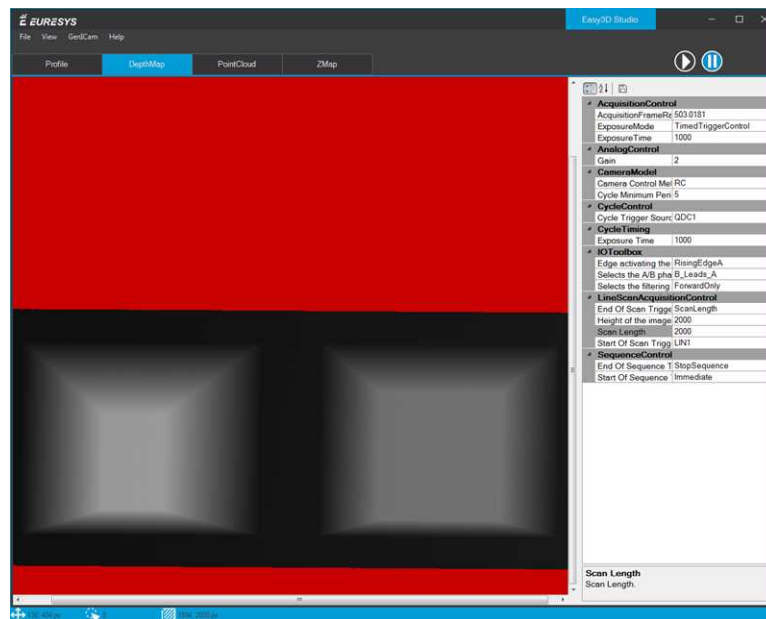 EURESYS
Easy3D Studio
File View GenICam Help
Profile DepthMap PointCloud ZMap
AcquisitionControl
AcquisitionFrameRa 503.0181
ExposureMode TimedTriggerControl
ExposureTime 1000
AnalogControl
Gain 2
CameraModel
Camera Control Met RC
Cycle Minimum Peri 5
CycleControl
Cycle Trigger Sourc QDC1
CycleTiming
Exposure Time 1000
IOToolbox
Edge activating the RisingEdgeA
Selects the A/B pha B_Leads_A
Selects the filtering ForwardOnly
LineScanAcquisitionControl
End Of Scan Trigge ScanLength
Height of the image 2000
Scan Length 2000
Start Of Scan Trigg LIN1
SequenceControl
End Of Sequence T StopSequence
Start Of Sequence Immediate
Scan Length
Scan Length.